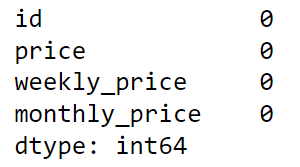 id 0
price 0
weekly_price 0
monthly_price 0
dtype: int64